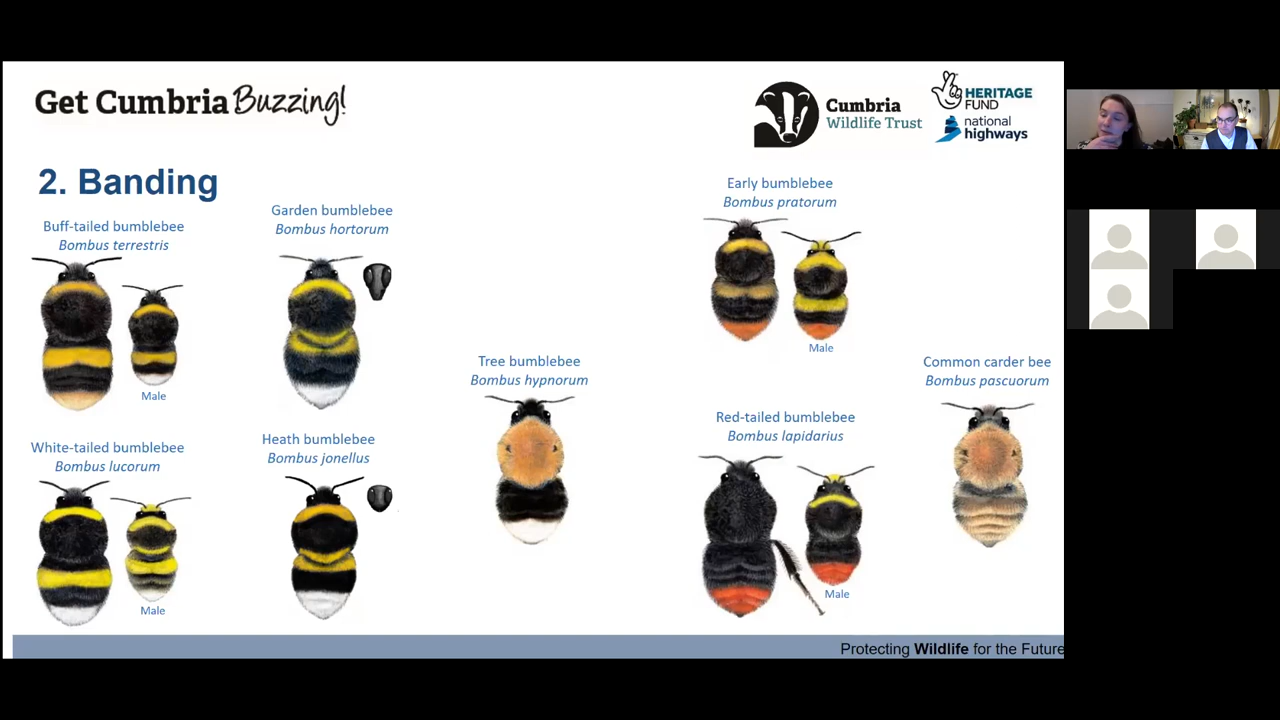 Get Cumbria Buzzing!
Cumbria
Wildlife Trust
HERITAGE
FUND
national
highways
2. Banding
Buff-tailed bumblebee
Bombus terrestris
Male
Garden bumblebee
Bombus hortorum
White-tailed bumblebee
Bombus lucorum
Male
Heath bumblebee
Bombus jonellus
Tree bumblebee
Bombus hypnorum
Early bumblebee
Bombus pratorum
Male
Red-tailed bumblebee
Bombus lapidarius
Male
Common carder bee
Bombus pascuorum
Protecting Wildlife for the Future